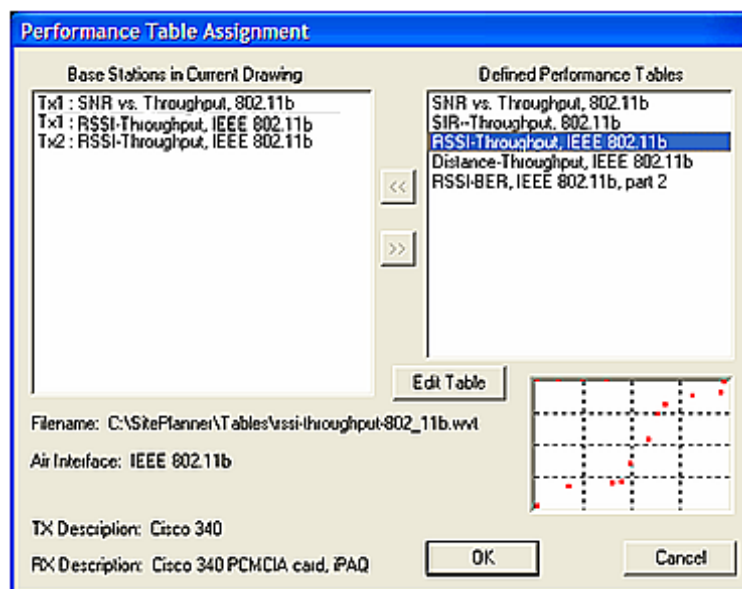 Performance Table Assignment
Base Stations in Current Drawing
Tx1 : SNR vs. Throughput, 802.11b
Tx1 : RSSI-Throughput, IEEE 802.11b
Tx2 : RSSI-Throughput, IEEE 802.11b
<<
>>
Defined Performance Tables
SNR vs. Throughput, 802.11b
SIR--Throughput, 802.11b
RSSI-Throughput, IEEE 802.11b
Distance-Throughput, IEEE 802.11b
RSSI-BER, IEEE 802.11b, part 2
Edit Table
Filename: C:\SitePlanner\Tables\rssi-throughput-802_11b.wvt
Air Interface: IEEE 802.11b
TX Description: Cisco 340
RX Description: Cisco 340 PCMCIA card, iPAQ
OK
Cancel